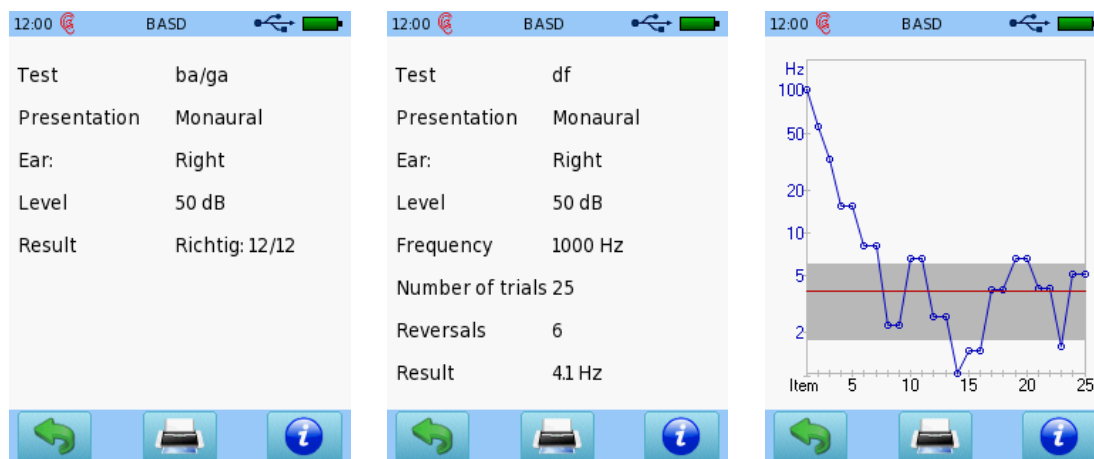 12:00 BASD
Test ba/ga
Presentation Monaural
Ear: Right
Level 50 dB
Result Richtig: 12/12
12:00 BASD
Test df
Presentation Monaural
Ear: Right
Level 50 dB
Frequency 1000 Hz
Number of trials 25
Reversals 6
Result 4.1 Hz
12:00 BASD
Hz
100
50
20
10
5
2
Item 5 10 15 20 25